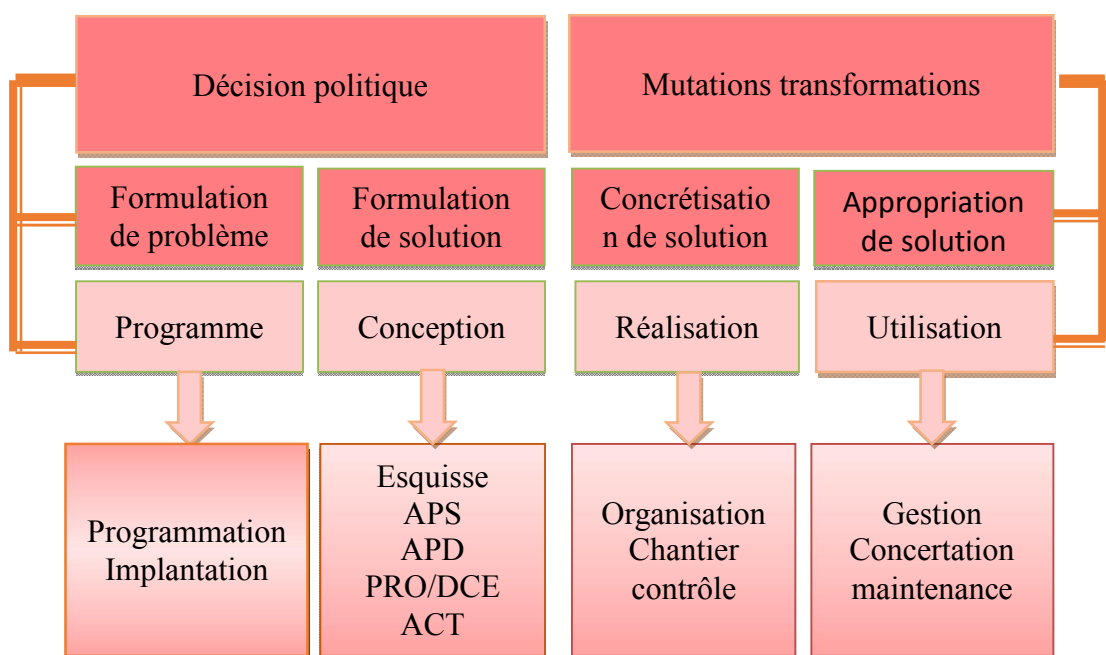 Décision politique
Mutations transformations
Formulation
de problème
Formulation
de solution
Concrétisatio
n de solution
Appropriation
de solution
Programme
Conception
Réalisation
Utilisation
Programmation
Implantation
Esquisse
APS
APD
PRO/DCE
ACT
Organisation
Chantier
contrôle
Gestion
Concertation
maintenance